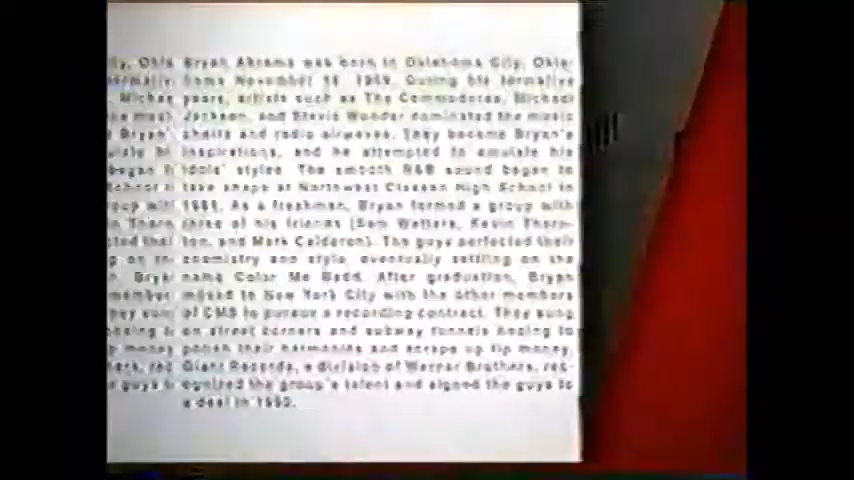 Bryan Abrams was born in Oklahoma City, Okla-
homa November 16, 1969. During his formative
years, artists such as The Commodores, Michael
Jackson, and Stevie Wonder dominated the music
charts and radio airwaves. They became Bryan's
inspirations, and he attempted to emulate his
idols' styles. The smooth R&B sound began to
take shape at Northwest Classen High School in
1985. As a freshman, Bryan formed a group with
three of his friends (Sam Watters, Kevin Thorn-
ton, and Mark Calderon). The guys perfected their
chemistry and style, eventually settling on the
name Color Me Badd. After graduation, Bryan
moved to New York City with the other members
of CMB to pursue a recording contract. They sung
on street corners and subway tunnels hoping to
polish their harmonies and scrape up tip money.
Giant Records, a division of Warner Brothers, rec-
ognized the group's talent and signed the guys to
a deal in 1990.